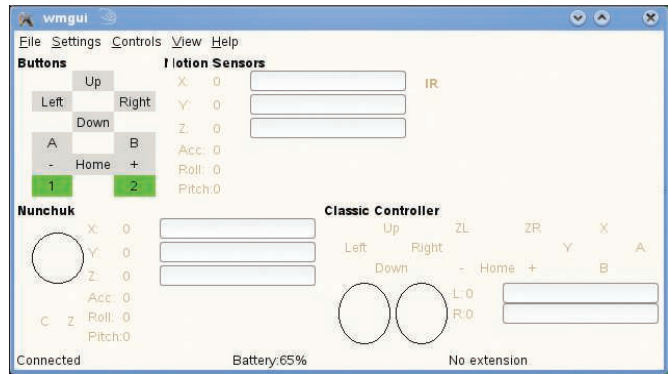 wmgui
File Settings Controls View Help
Buttons
Up
Left Right
Down
A B
- Home +
1 2
Motion Sensors
X: 0
Y: 0
Z: 0
Acc: 0
Roll: 0
Pitch:0
IR
Nunchuk
X: 0
Y: 0
Z: 0
Acc: 0
C Z Roll: 0
Pitch:0
Classic Controller
Up ZL ZR X
Left Right Y A
Down - Home + B
L:0
R:0
Connected Battery:65% No extension